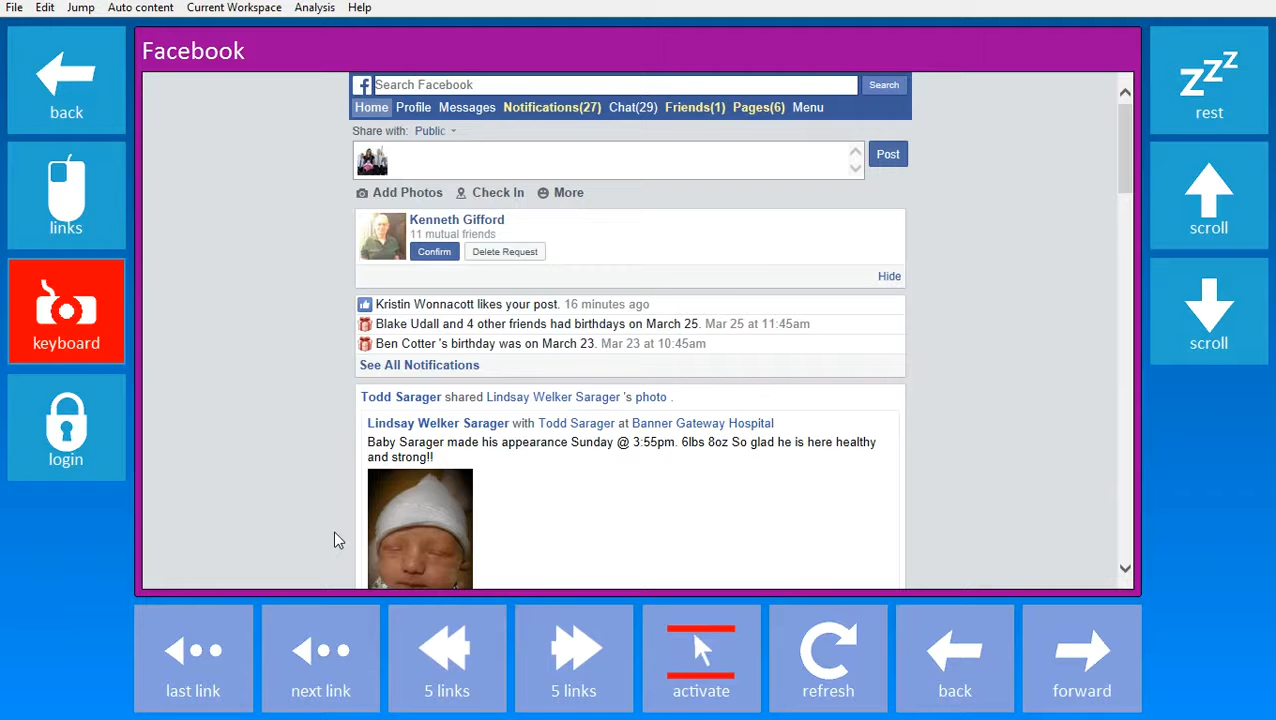 File Edit Jump Auto content Current Workspace Analysis Help
back
links
keyboard
login
Facebook
Search Facebook Search
Home Profile Messages Notifications(27) Chat(29) Friends(1) Pages(6) Menu
Share with: Public
Post
Add Photos Check In More
Kenneth Gifford
11 mutual friends
Confirm Delete Request
Hide
Kristin Wonnacott likes your post. 16 minutes ago
Blake Udall and 4 other friends had birthdays on March 25. Mar 25 at 11:45am
Ben Cotter 's birthday was on March 23. Mar 23 at 10:45am
See All Notifications
Todd Sarager shared Lindsay Welker Sarager 's photo .
Lindsay Welker Sarager with Todd Sarager at Banner Gateway Hospital
Baby Sarager made his appearance Sunday @ 3:55pm. 6lbs 8oz So glad he is here healthy
and strong!!
zzz
rest
scroll
scroll
last link
next link
5 links
5 links
activate
refresh
back
forward